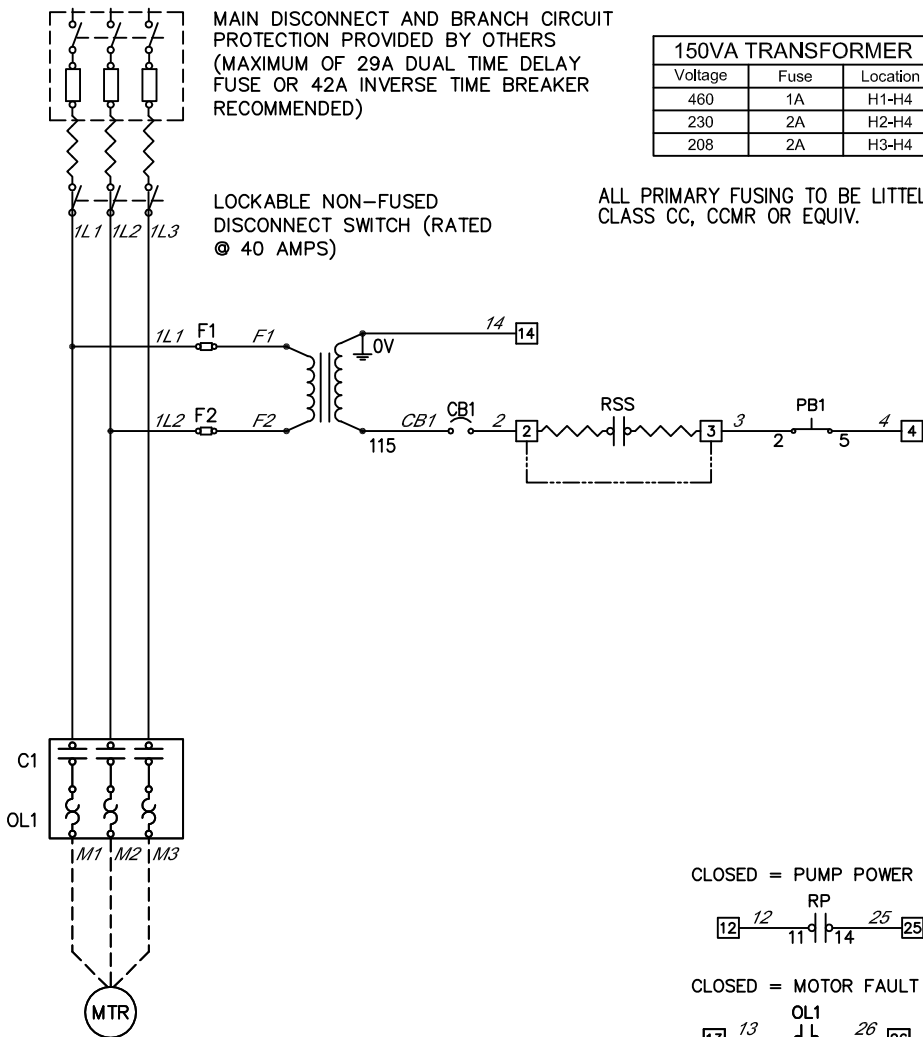 MAIN DISCONNECT AND BRANCH CIRCUIT
PROTECTION PROVIDED BY OTHERS
(MAXIMUM OF 29A DUAL TIME DELAY
FUSE OR 42A INVERSE TIME BREAKER
RECOMMENDED)
150VA TRANSFORMER
Voltage Fuse Location
460 1A H1-H4
230 2A H2-H4
208 2A H3-H4
LOCKABLE NON-FUSED
DISCONNECT SWITCH (RATED
@ 40 AMPS)
ALL PRIMARY FUSING TO BE LITTEL
CLASS CC, CCMR OR EQUIV.
1L1 1L2 1L3
1L1 F1 F1
0V
14 14
1L2 F2 F2
115
CB1 CB1 2 2 RSS 3 3 2 PB1 5 4 4
C1
OL1
M1 M2 M3
MTR
CLOSED = PUMP POWER
RP
12 12 11 14 25 25
CLOSED = MOTOR FAULT
OL1
13 26